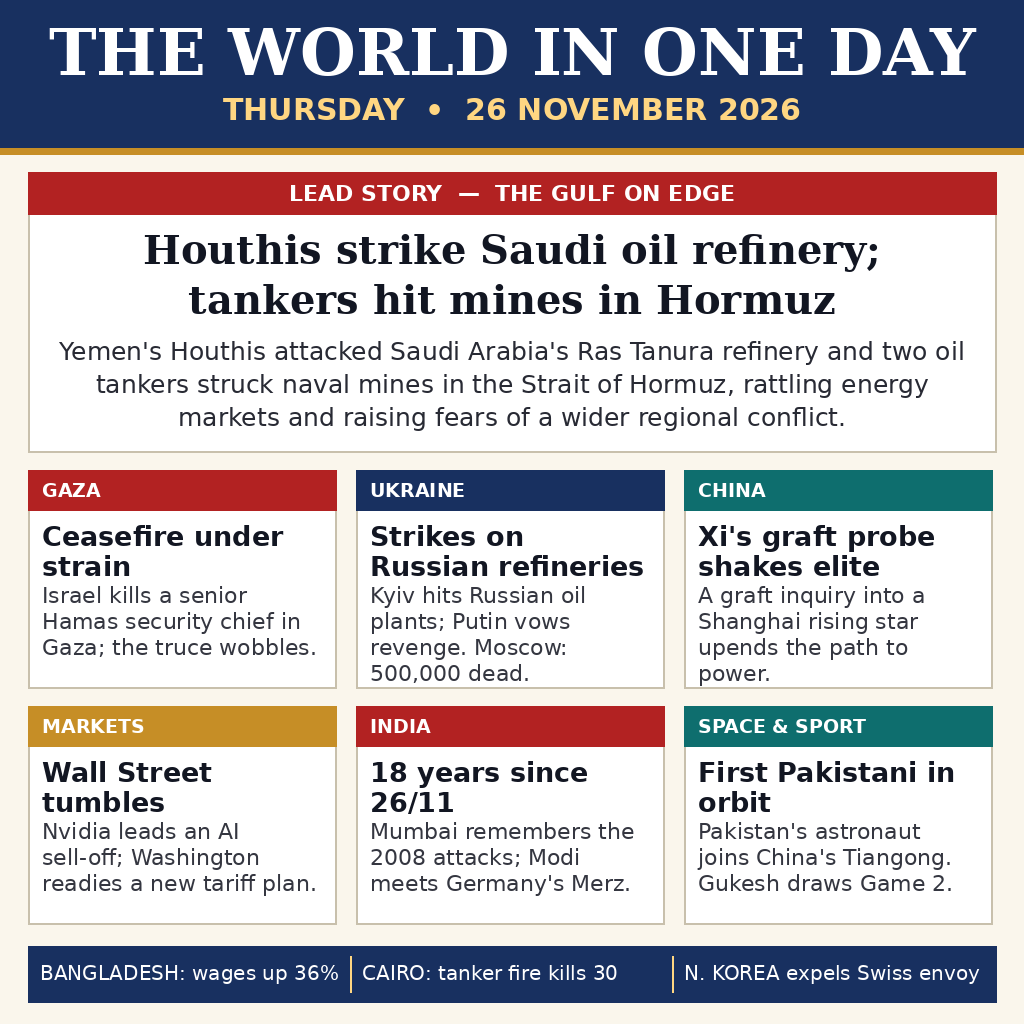 THE WORLD IN ONE DAY
THURSDAY • 26 NOVEMBER 2026
LEAD STORY — THE GULF ON EDGE
Houthis strike Saudi oil refinery;
tankers hit mines in Hormuz
Yemen's Houthis attacked Saudi Arabia's Ras Tanura refinery and two oil
tankers struck naval mines in the Strait of Hormuz, rattling energy
markets and raising fears of a wider regional conflict.
GAZA
Ceasefire under
strain
Israel kills a senior
Hamas security chief in
Gaza; the truce wobbles.
UKRAINE
Strikes on
Russian refineries
Kyiv hits Russian oil
plants; Putin vows
revenge. Moscow:
500,000 dead.
CHINA
Xi's graft probe
shakes elite
A graft inquiry into a
Shanghai rising star
upends the path to
power.
MARKETS
Wall Street
tumbles
Nvidia leads an AI
sell-off; Washington
readies a new tariff plan.
INDIA
18 years since
26/11
Mumbai remembers the
2008 attacks; Modi
meets Germany's Merz.
SPACE & SPORT
First Pakistani in
orbit
Pakistan's astronaut
joins China's Tiangong.
Gukesh draws Game 2.
BANGLADESH: wages up 36%
CAIRO: tanker fire kills 30
N. KOREA expels Swiss envoy